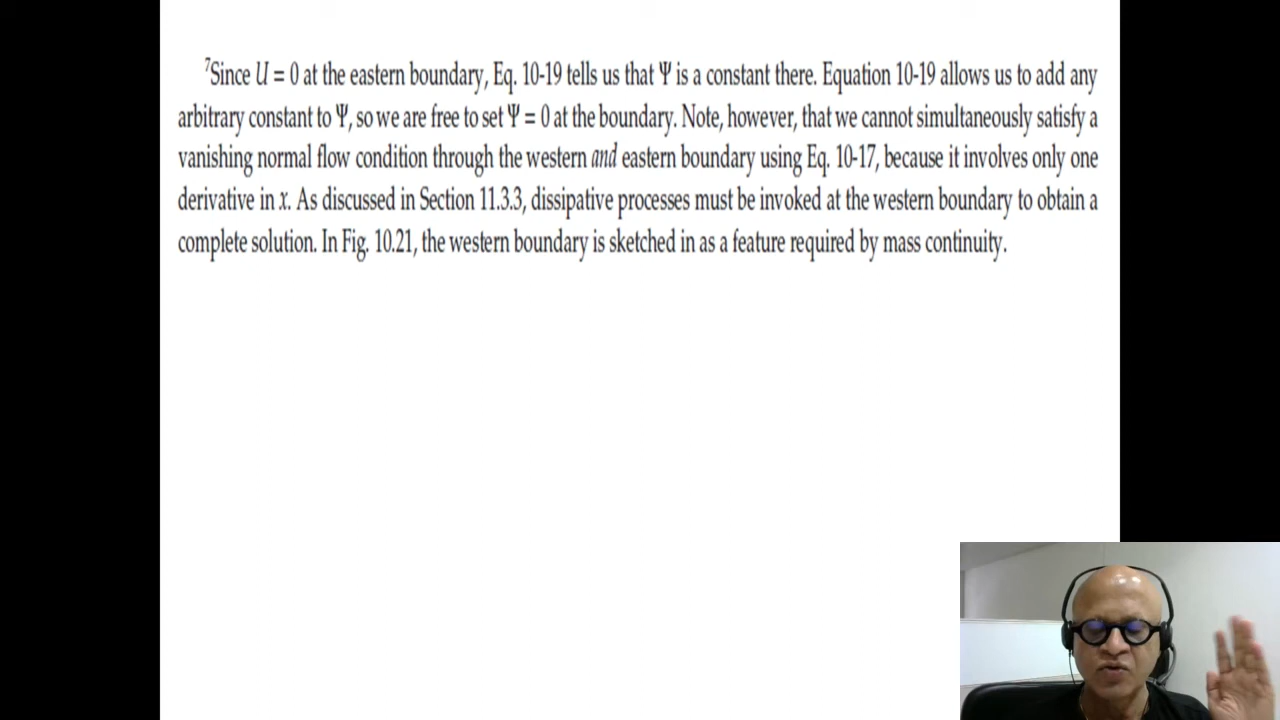 ⁷Since U = 0 at the eastern boundary, Eq. 10-19 tells us that Ψ is a constant there. Equation 10-19 allows us to add any
arbitrary constant to Ψ, so we are free to set Ψ = 0 at the boundary. Note, however, that we cannot simultaneously satisfy a
vanishing normal flow condition through the western and eastern boundary using Eq. 10-17, because it involves only one
derivative in x. As discussed in Section 11.3.3, dissipative processes must be invoked at the western boundary to obtain a
complete solution. In Fig. 10.21, the western boundary is sketched in as a feature required by mass continuity.